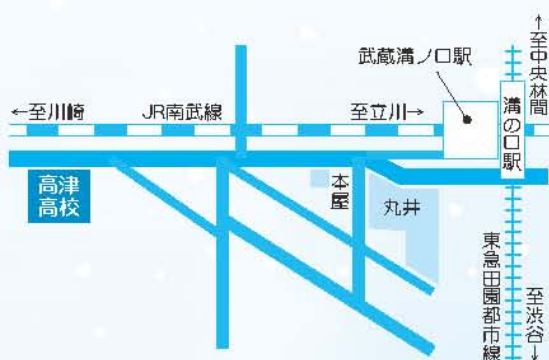 ↑至中央林間
武蔵溝ノ口駅
←至川崎
JR南武線
至立川→
溝の口駅
高津
高校
本屋
丸井
東急田園都市線
至渋谷↓